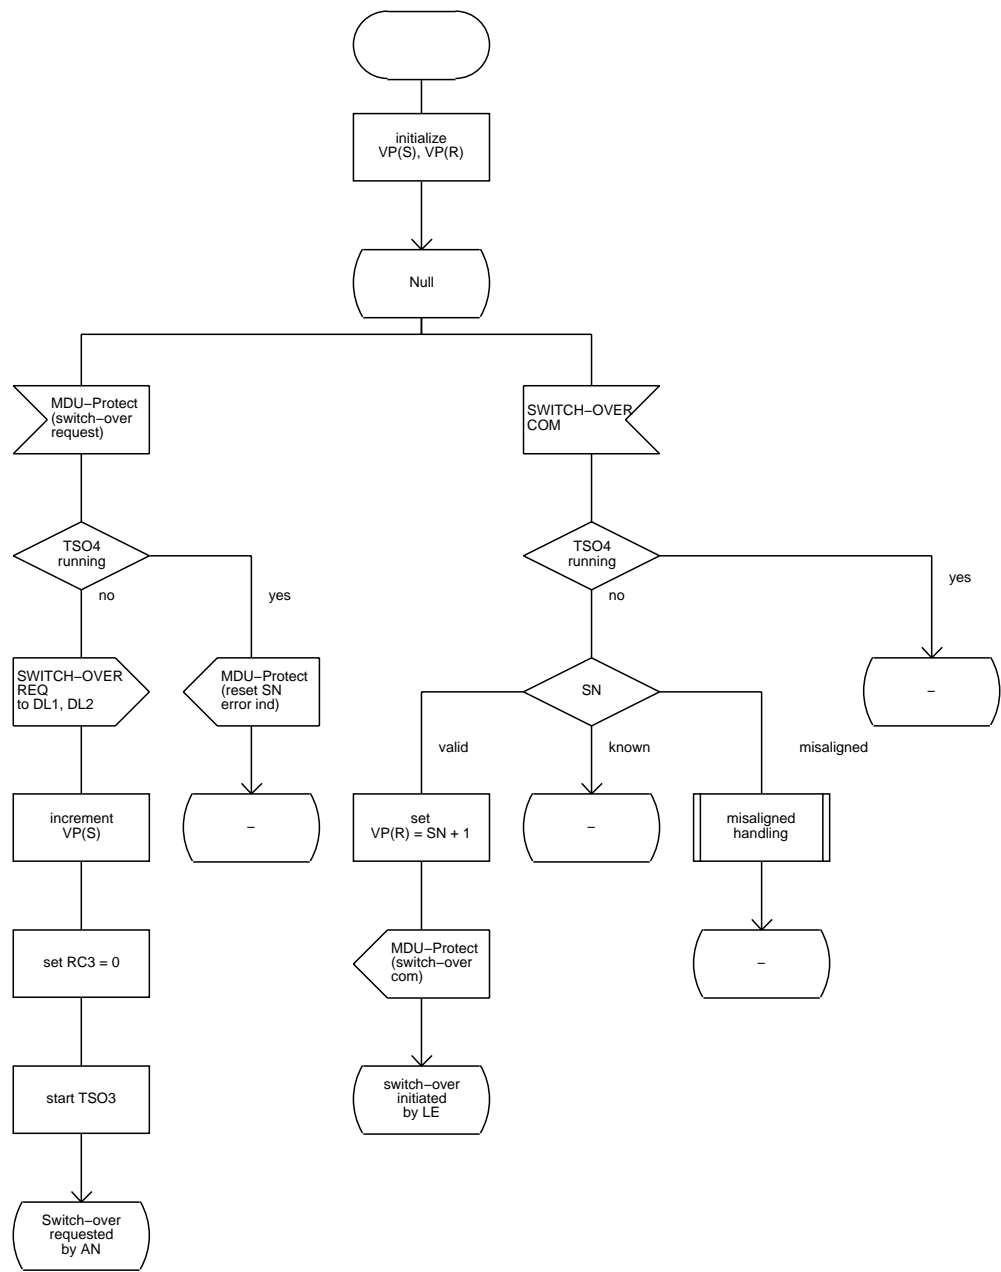 initialize
VP(S), VP(R)
Null
MDU–Protect
(switch–over
request)
SWITCH–OVER
COM
TSO4
running
no
yes
TSO4
running
no
yes
SWITCH–OVER
REQ
to DL1, DL2
MDU–Protect
(reset SN
error ind)
SN
–
valid
known
misaligned
increment
VP(S)
–
set
VP(R) = SN + 1
–
misaligned
handling
set RC3 = 0
MDU–Protect
(switch–over
com)
–
start TSO3
switch–over
initiated
by LE
Switch–over
requested
by AN